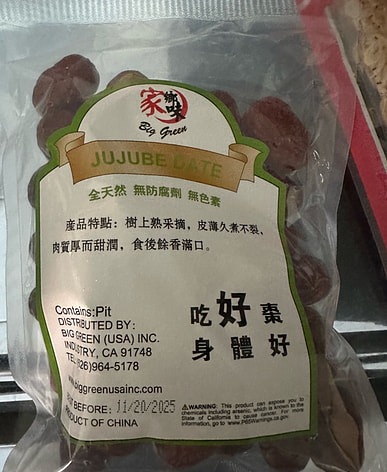 家鄉味
Big Green
JUJUBE DATE
全天然 無防腐劑 無色素
産品特點：樹上熟采摘，皮薄久煮不裂，
肉質厚而甜潤，食後餘香滿口。
吃好棗
身體好
Contains:Pit
DISTRIBUTED BY:
BIG GREEN (USA) INC.
INDUSTRY, CA 91748
TEL:(626)964-5178
www.biggreenusainc.com
BEFORE: 11/20/2025
PRODUCT OF CHINA
⚠WARNING: This product can expose you to
chemicals including arsenic, which is known to the
State of California to cause cancer. For more
information, go to www.P65Warnings.ca.gov